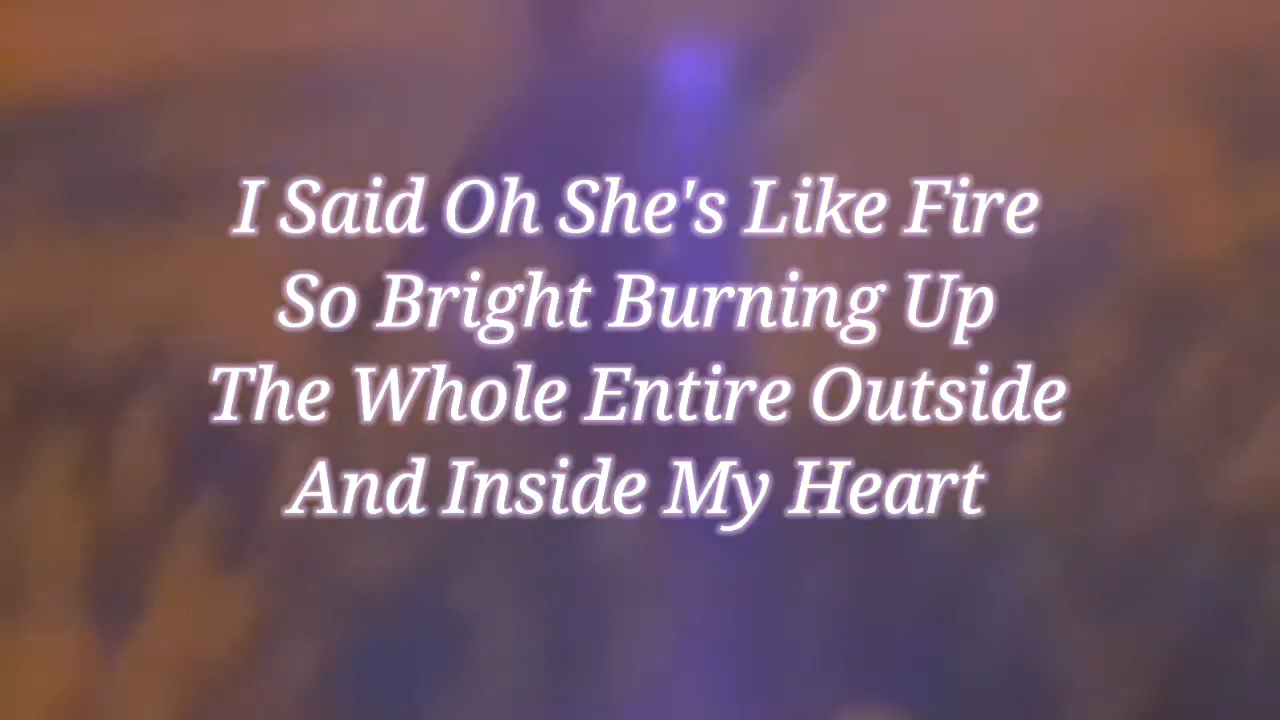 I Said Oh She's Like Fire
So Bright Burning Up
The Whole Entire Outside
And Inside My Heart